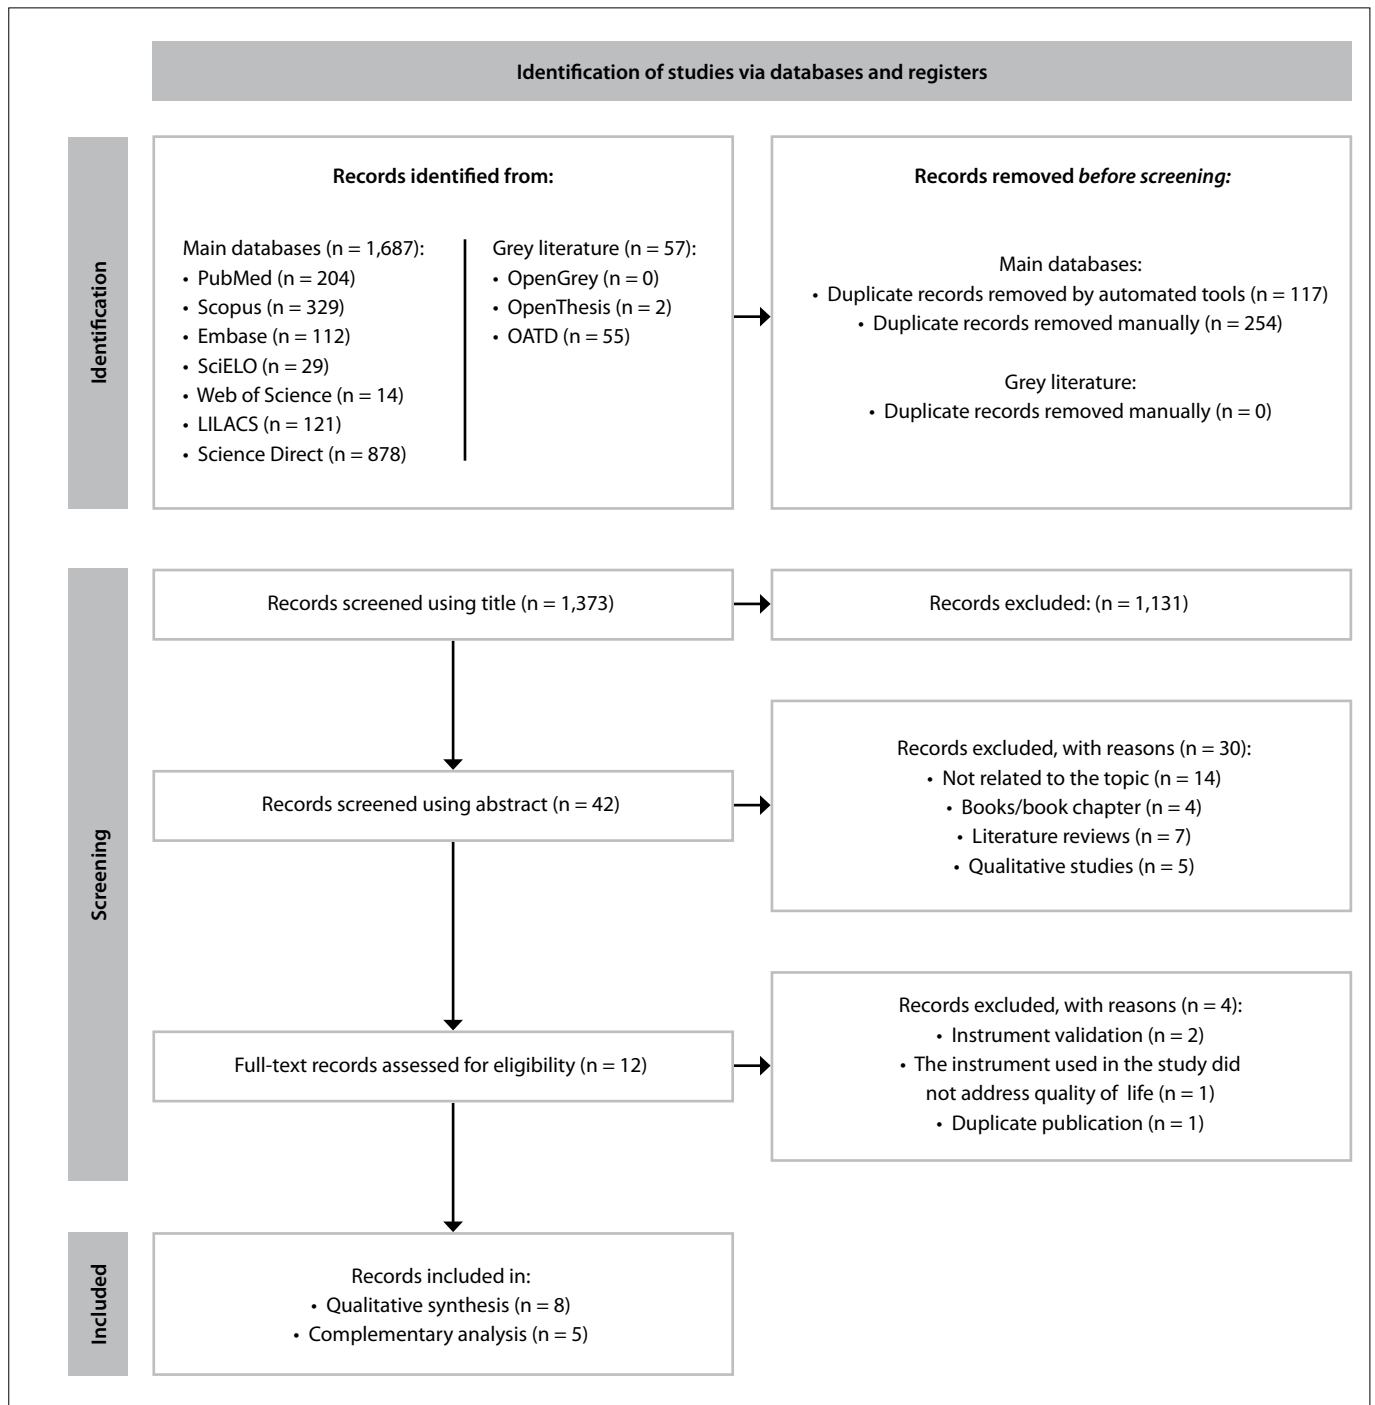 Identification of studies via databases and registers
Identification
Records identified from:
Main databases (n = 1,687):
• PubMed (n = 204)
• Scopus (n = 329)
• Embase (n = 112)
• SciELO (n = 29)
• Web of Science (n = 14)
• LILACS (n = 121)
• Science Direct (n = 878)
Grey literature (n = 57):
• OpenGrey (n = 0)
• OpenThesis (n = 2)
• OATD (n = 55)
Records removed before screening:
Main databases:
• Duplicate records removed by automated tools (n = 117)
• Duplicate records removed manually (n = 254)
Grey literature:
• Duplicate records removed manually (n = 0)
Screening
Records screened using title (n = 1,373)
Records excluded: (n = 1,131)
Records screened using abstract (n = 42)
Records excluded, with reasons (n = 30):
• Not related to the topic (n = 14)
• Books/book chapter (n = 4)
• Literature reviews (n = 7)
• Qualitative studies (n = 5)
Full-text records assessed for eligibility (n = 12)
Records excluded, with reasons (n = 4):
• Instrument validation (n = 2)
• The instrument used in the study did
not address quality of life (n = 1)
• Duplicate publication (n = 1)
Included
Records included in:
• Qualitative synthesis (n = 8)
• Complementary analysis (n = 5)